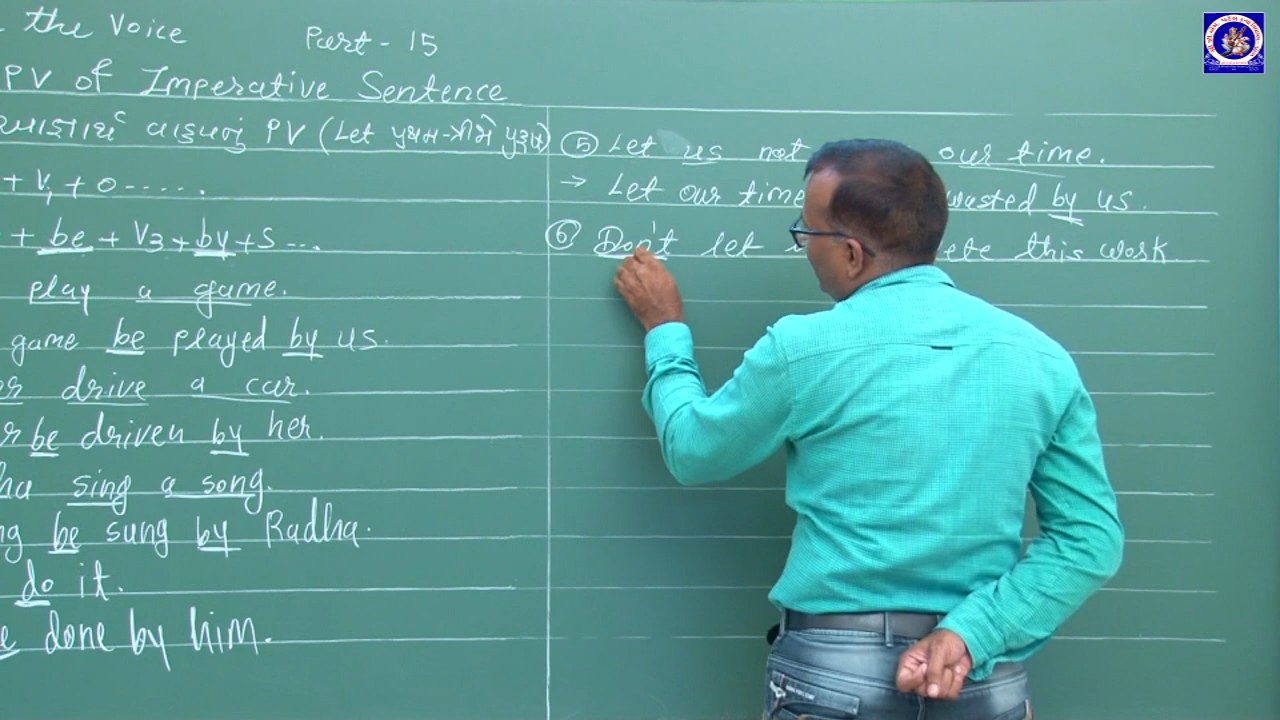 the Voice Part - 15
PV of Imperative Sentence
આજ્ઞાર્થ વાક્યનું PV (Let પ્રથમ-ત્રીજો પુરૂષ)
+ V1 + O......
+ be + V3 + by + S ...
play a game.
game be played by us.
drive a car.
be driven by her.
sing a song.
be sung by Radha.
do it.
done by him.
⑤ Let us not our time.
→ Let our time wasted by us.
⑥ Don't let this work